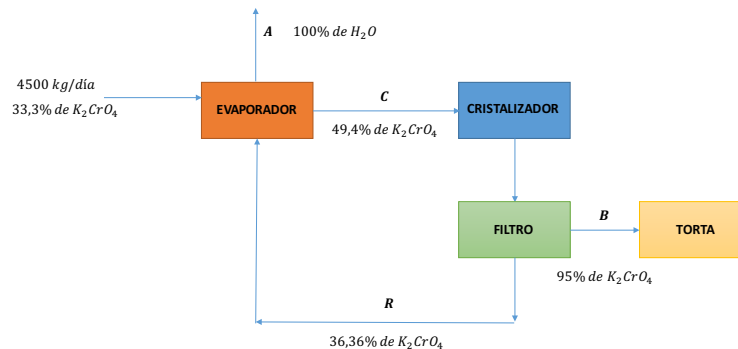 A 100% de H₂O
4500 kg/día
33,3% de K₂CrO₄
EVAPORADOR
C
49,4% de K₂CrO₄
CRISTALIZADOR
FILTRO
B
TORTA
95% de K₂CrO₄
R
36,36% de K₂CrO₄